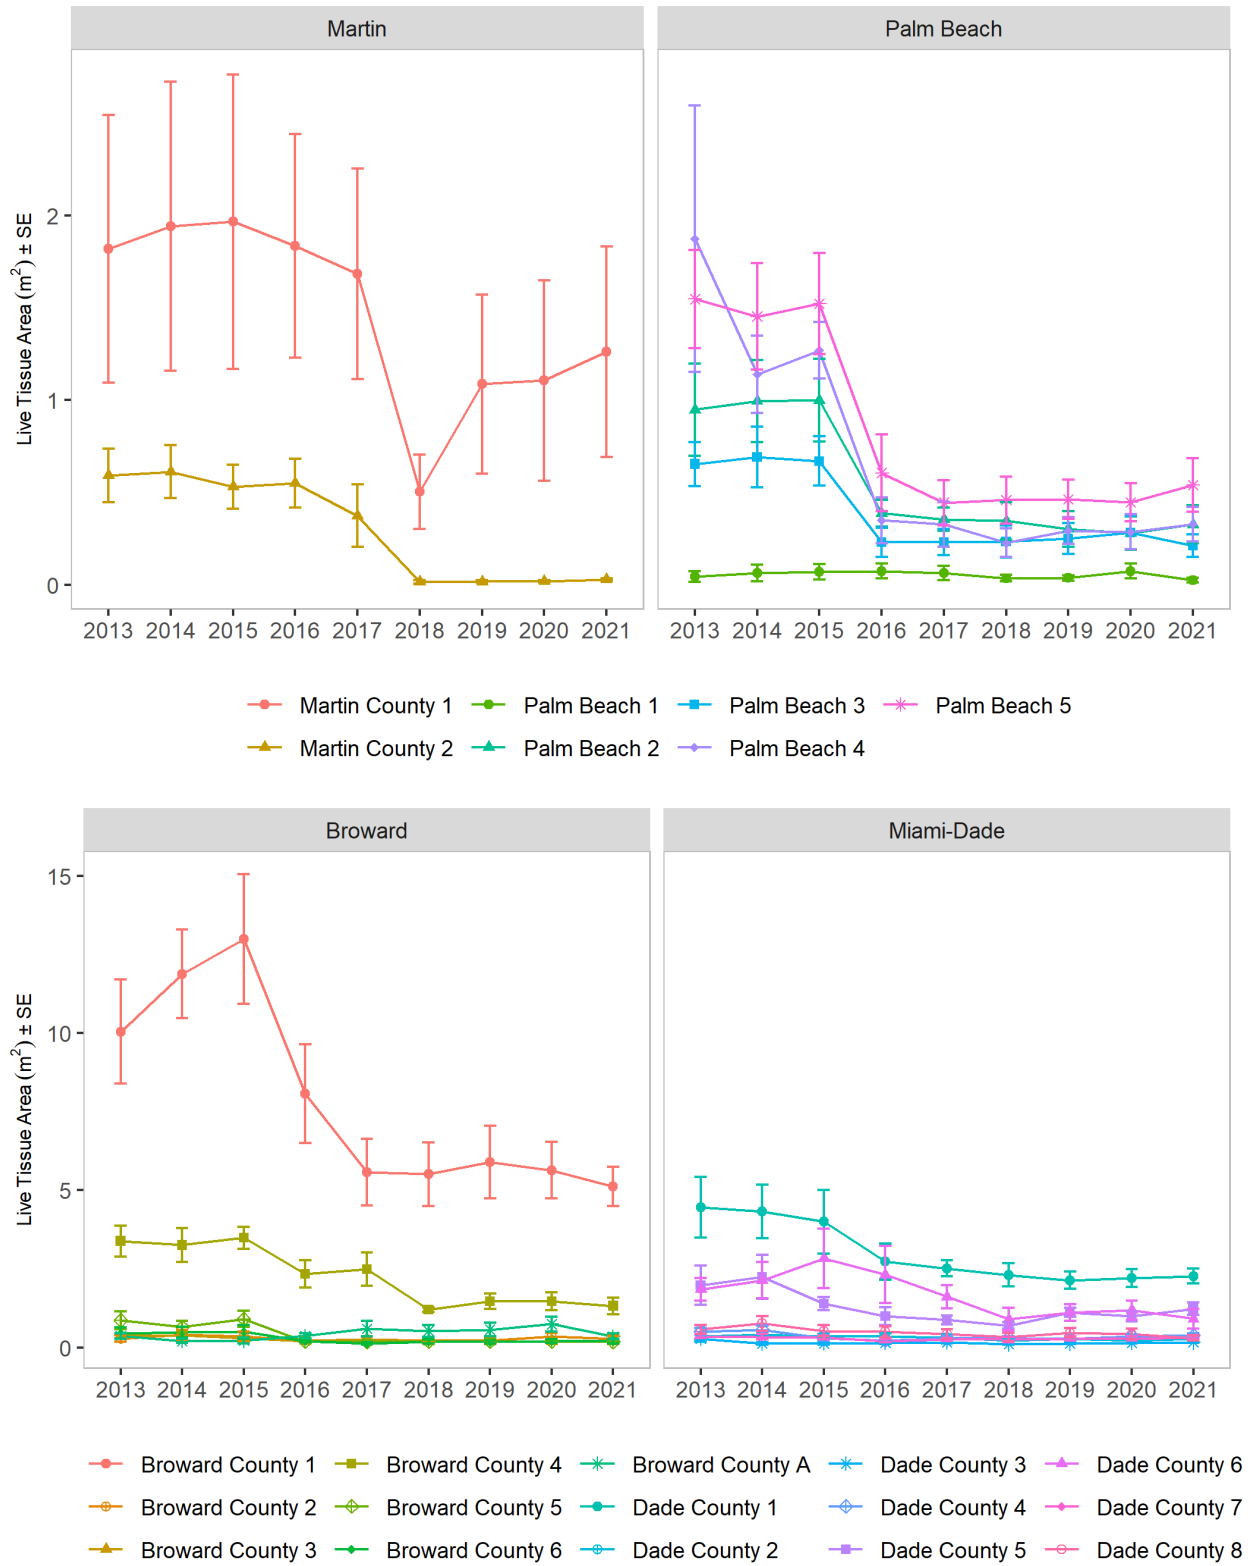 Martin
Palm Beach
Live Tissue Area (m²) ± SE
2
1
0
2013 2014 2015 2016 2017 2018 2019 2020 2021
2013 2014 2015 2016 2017 2018 2019 2020 2021
Martin County 1 Palm Beach 1 Palm Beach 3 Palm Beach 5
Martin County 2 Palm Beach 2 Palm Beach 4
Broward
Miami-Dade
Live Tissue Area (m²) ± SE
15
10
5
0
2013 2014 2015 2016 2017 2018 2019 2020 2021
2013 2014 2015 2016 2017 2018 2019 2020 2021
Broward County 1 Broward County 4 Broward County A Dade County 3 Dade County 6
Broward County 2 Broward County 5 Dade County 1 Dade County 4 Dade County 7
Broward County 3 Broward County 6 Dade County 2 Dade County 5 Dade County 8